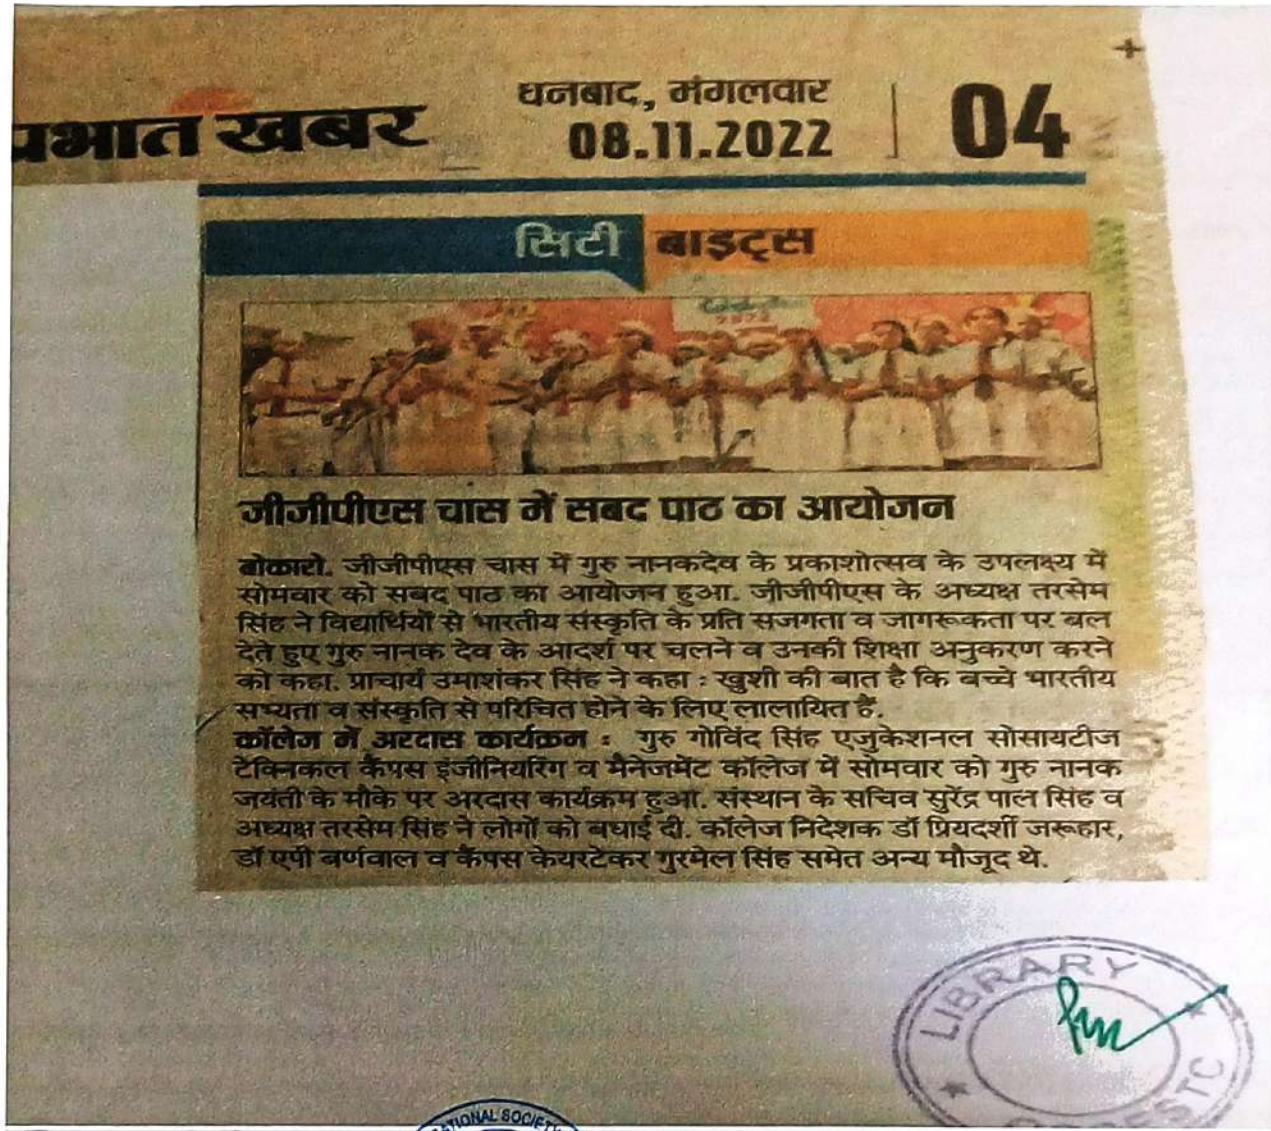 प्रभात खबर
धनबाद, मंगलवार
08.11.2022
04
सिटी बाइट्स
जीजीपीएस चास में सबद पाठ का आयोजन
बोकारो. जीजीपीएस चास में गुरु नानकदेव के प्रकाशोत्सव के उपलक्ष्य में
सोमवार को सबद पाठ का आयोजन हुआ. जीजीपीएस के अध्यक्ष तरसेम
सिंह ने विद्यार्थियों से भारतीय संस्कृति के प्रति सजगता व जागरूकता पर बल
देते हुए गुरु नानक देव के आदर्श पर चलने व उनकी शिक्षा अनुकरण करने
को कहा. प्राचार्य उमाशंकर सिंह ने कहा : खुशी की बात है कि बच्चे भारतीय
सभ्यता व संस्कृति से परिचित होने के लिए लालायित हैं.
कॉलेज में अरदास कार्यक्रम : गुरु गोविंद सिंह एजुकेशनल सोसायटीज
टेक्निकल कैंपस इंजीनियरिंग व मैनेजमेंट कॉलेज में सोमवार को गुरु नानक
जयंती के मौके पर अरदास कार्यक्रम हुआ. संस्थान के सचिव सुरेंद्र पाल सिंह व
अध्यक्ष तरसेम सिंह ने लोगों को बधाई दी. कॉलेज निदेशक डॉ प्रियदर्शी जरूहार,
डॉ एपी बर्णवाल व कैंपस केयरटेकर गुरमेल सिंह समेत अन्य मौजूद थे.
LIBRARY